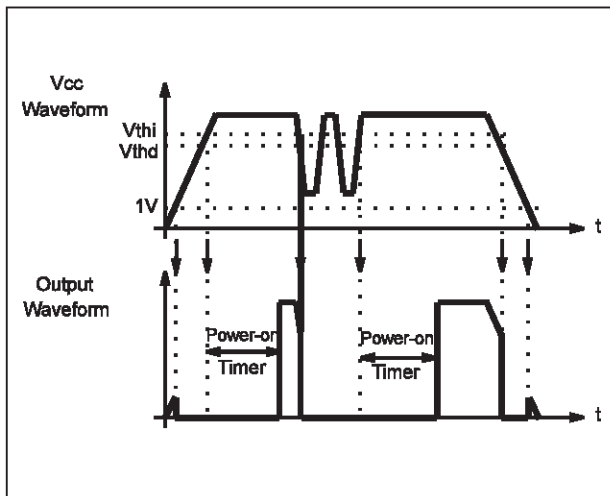 Vcc
Waveform
Vthi
Vthd
1V
t
Output
Waveform
Power-on
Timer
Power-on
Timer
t